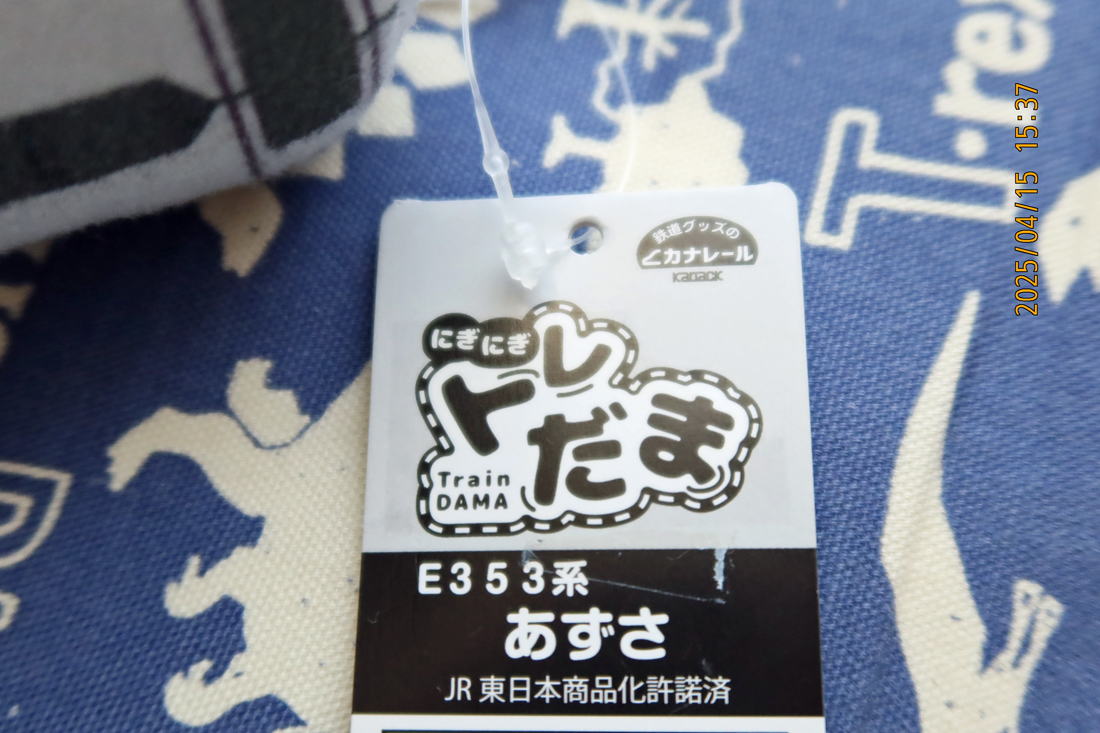 鉄道グッズの
カナレール
KANACK
にぎにぎ
トレだま
Train
DAMA
E353系
あずさ
JR東日本商品化許諾済
T-rex
2025/04/15 15:37